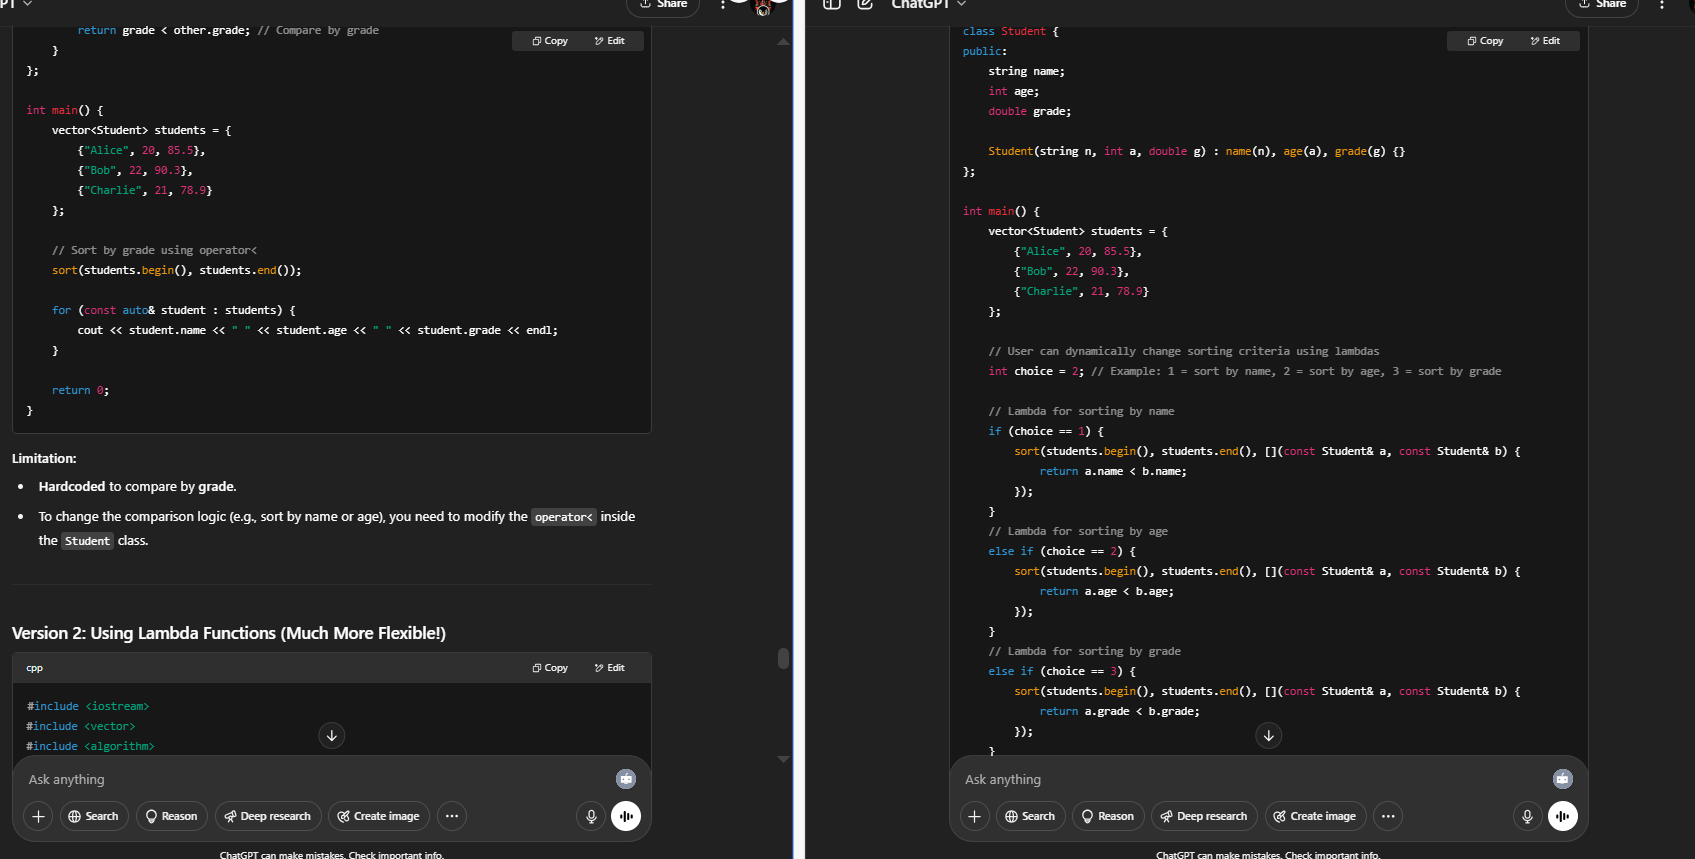 PT
Share
return grade < other.grade; // Compare by grade
Copy
Edit
}
};
int main() {
vector<Student> students = {
{"Alice", 20, 85.5},
{"Bob", 22, 90.3},
{"Charlie", 21, 78.9}
};
// Sort by grade using operator<
sort(students.begin(), students.end());
for (const auto& student : students) {
cout << student.name << " " << student.age << " " << student.grade << endl;
}
return 0;
}
Limitation:
• Hardcoded to compare by grade.
• To change the comparison logic (e.g., sort by name or age), you need to modify the operator< inside
the Student class.
Version 2: Using Lambda Functions (Much More Flexible!)
cpp
Copy
Edit
#include <iostream>
#include <vector>
#include <algorithm>
Ask anything
Search
Reason
Deep research
Create image
ChatGPT can make mistakes. Check important info.
ChatGPT
Share
class Student {
Copy
Edit
public:
string name;
int age;
double grade;
Student(string n, int a, double g) : name(n), age(a), grade(g) {}
};
int main() {
vector<Student> students = {
{"Alice", 20, 85.5},
{"Bob", 22, 90.3},
{"Charlie", 21, 78.9}
};
// User can dynamically change sorting criteria using lambdas
int choice = 2; // Example: 1 = sort by name, 2 = sort by age, 3 = sort by grade
// Lambda for sorting by name
if (choice == 1) {
sort(students.begin(), students.end(), [](const Student& a, const Student& b) {
return a.name < b.name;
});
}
// Lambda for sorting by age
else if (choice == 2) {
sort(students.begin(), students.end(), [](const Student& a, const Student& b) {
return a.age < b.age;
});
}
// Lambda for sorting by grade
else if (choice == 3) {
sort(students.begin(), students.end(), [](const Student& a, const Student& b) {
return a.grade < b.grade;
});
}
Ask anything
Search
Reason
Deep research
Create image
ChatGPT can make mistakes. Check important info.